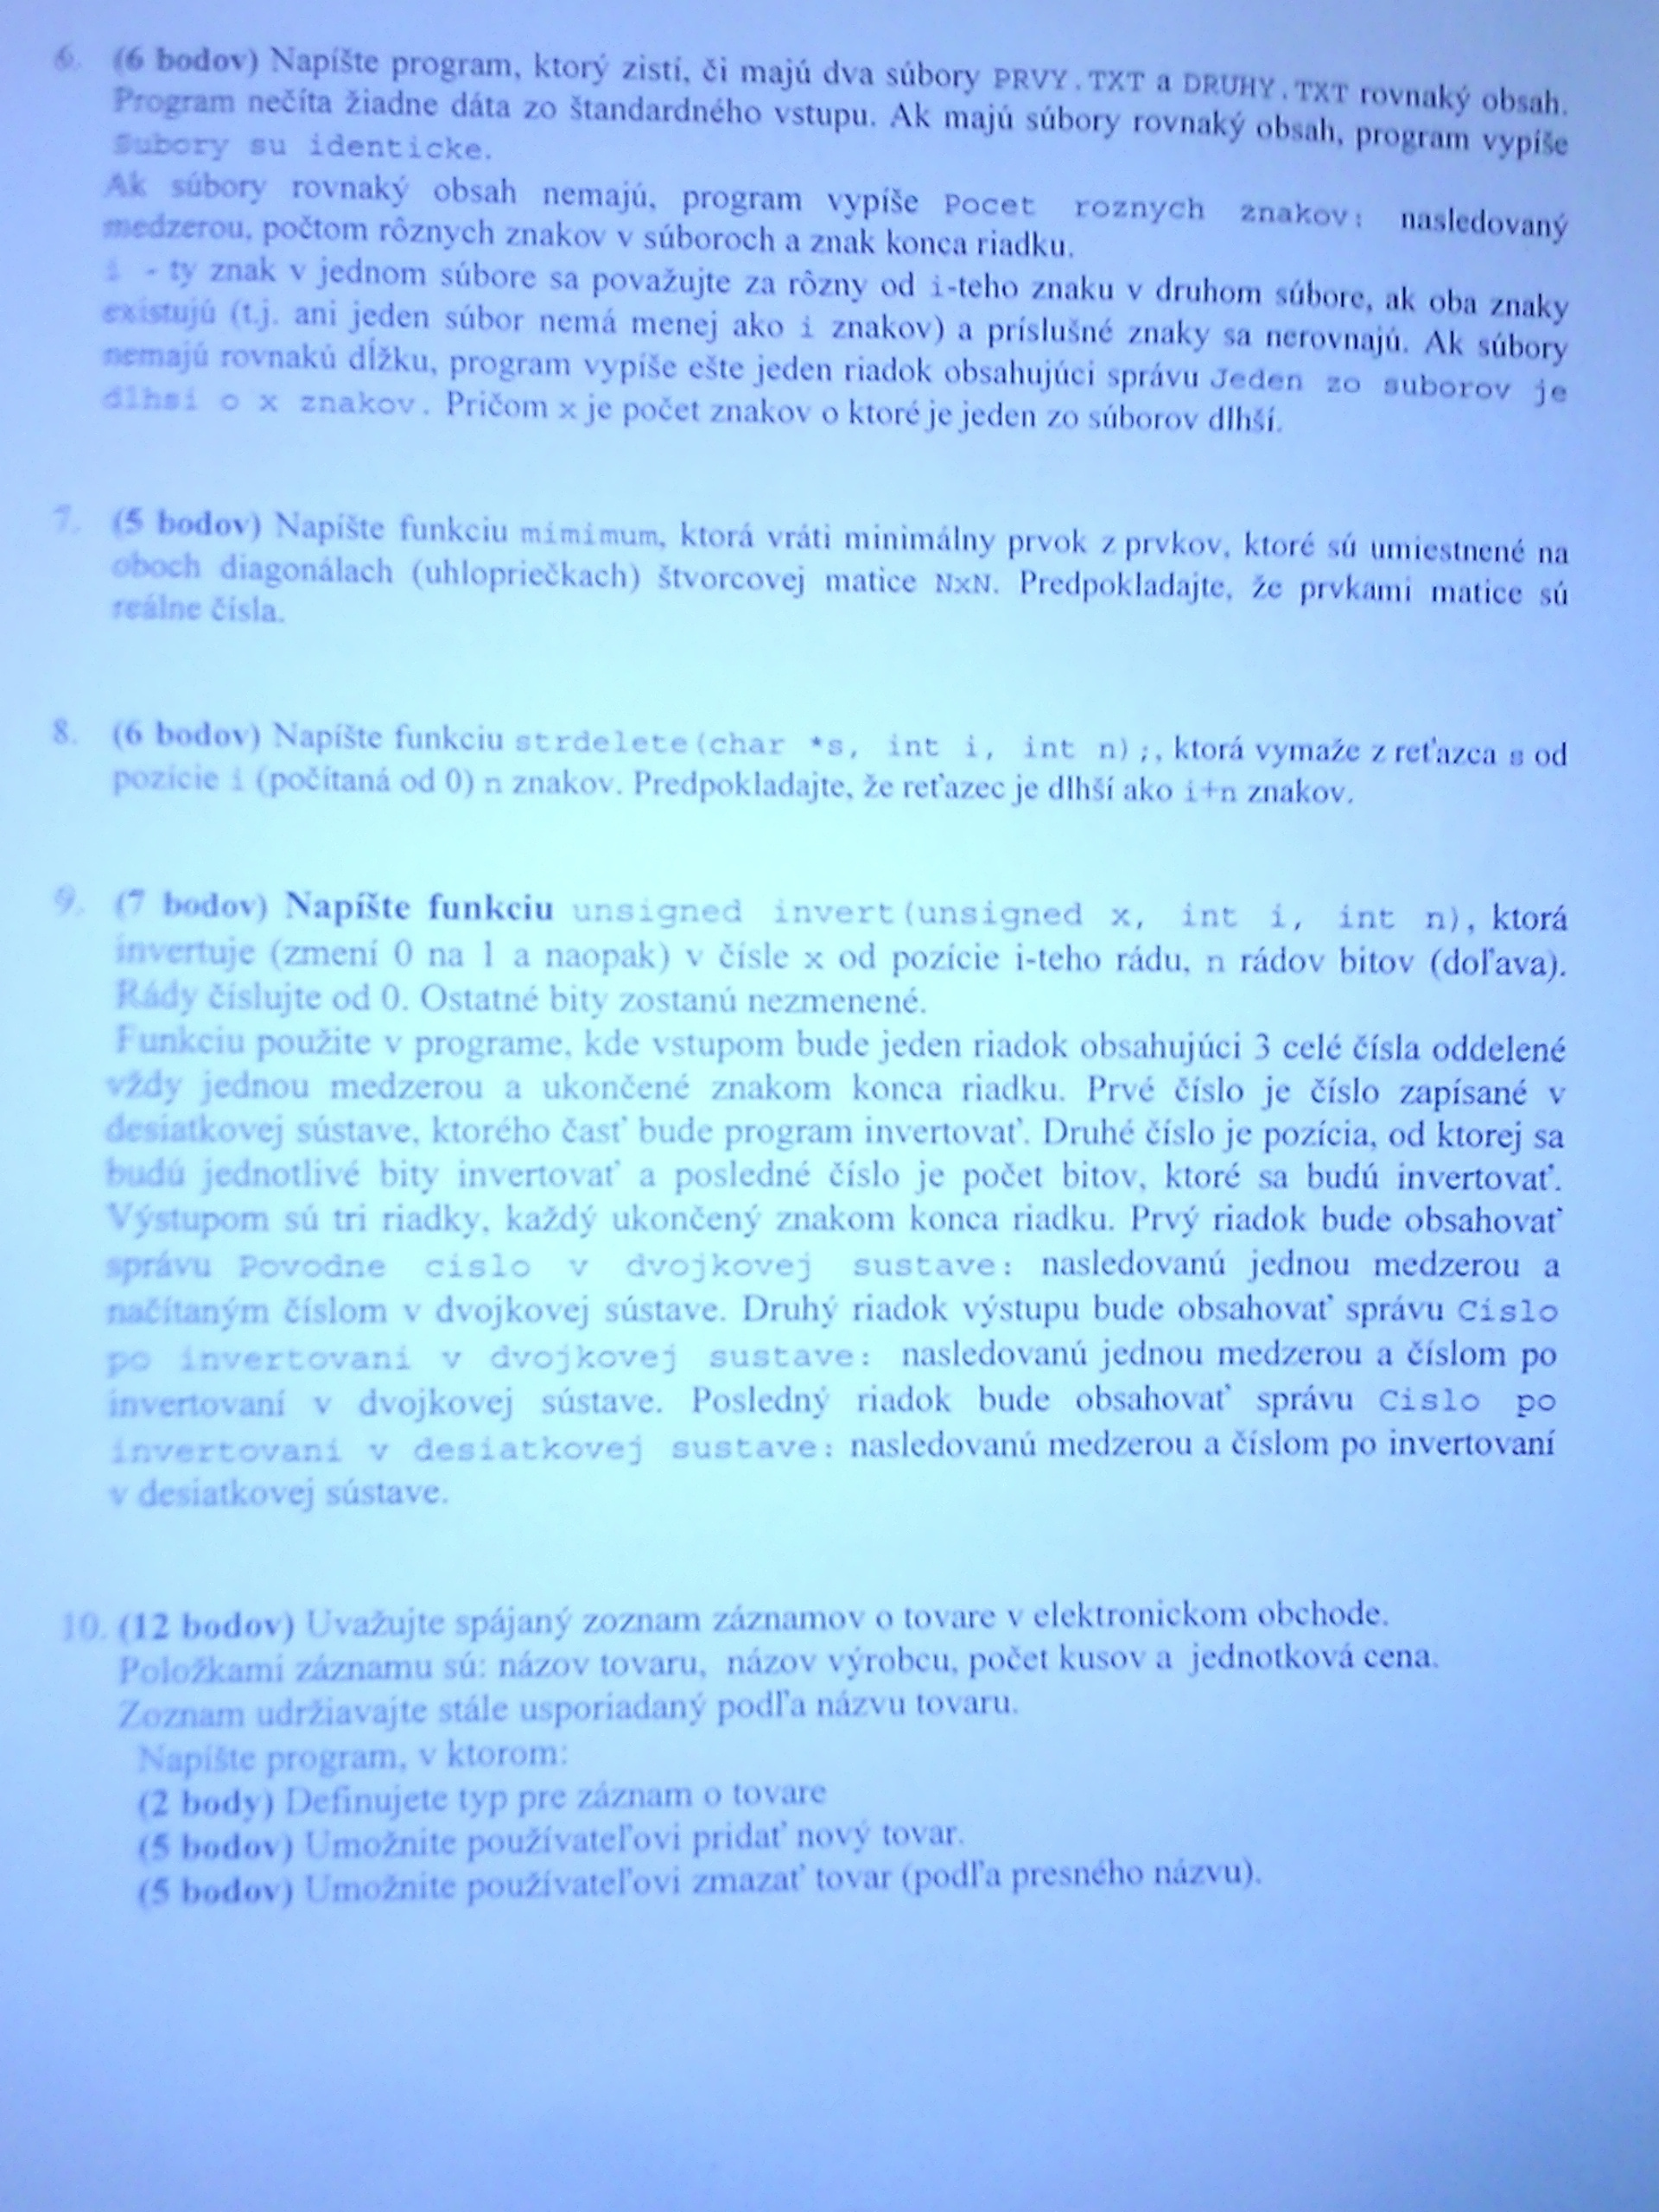 6. (6 bodov) Napíšte program, ktorý zistí, či majú dva súbory PRVY.TXT a DRUHY.TXT rovnaký obsah.
Program nečíta žiadne dáta zo štandardného vstupu. Ak majú súbory rovnaký obsah, program vypíše
Subory su identicke.
Ak súbory rovnaký obsah nemajú, program vypíše Pocet roznych znakov: nasledovaný
medzerou, počtom rôznych znakov v súboroch a znak konca riadku.
i - ty znak v jednom súbore sa považujte za rôzny od i-teho znaku v druhom súbore, ak oba znaky
existujú (t.j. ani jeden súbor nemá menej ako i znakov) a príslušné znaky sa nerovnajú. Ak súbory
nemajú rovnakú dĺžku, program vypíše ešte jeden riadok obsahujúci správu Jeden zo suborov je
dlhsi o x znakov. Pričom x je počet znakov o ktoré je jeden zo súborov dlhší.
7. (5 bodov) Napíšte funkciu mimimum, ktorá vráti minimálny prvok z prvkov, ktoré sú umiestnené na
oboch diagonálach (uhlopriečkach) štvorcovej matice NxN. Predpokladajte, že prvkami matice sú
reálne čísla.
8. (6 bodov) Napíšte funkciu strdelete(char *s, int i, int n);, ktorá vymaže z reťazca s od
pozície i (počítaná od 0) n znakov. Predpokladajte, že reťazec je dlhší ako i+n znakov.
9. (7 bodov) Napíšte funkciu unsigned invert(unsigned x, int i, int n), ktorá
invertuje (zmení 0 na 1 a naopak) v čísle x od pozície i-teho rádu, n rádov bitov (doľava).
Rády číslujte od 0. Ostatné bity zostanú nezmenené.
Funkciu použite v programe, kde vstupom bude jeden riadok obsahujúci 3 celé čísla oddelené
vždy jednou medzerou a ukončené znakom konca riadku. Prvé číslo je číslo zapísané v
desiatkovej sústave, ktorého časť bude program invertovať. Druhé číslo je pozícia, od ktorej sa
budú jednotlivé bity invertovať a posledné číslo je počet bitov, ktoré sa budú invertovať.
Výstupom sú tri riadky, každý ukončený znakom konca riadku. Prvý riadok bude obsahovať
správu Povodne cislo v dvojkovej sustave: nasledovanú jednou medzerou a
načítaným číslom v dvojkovej sústave. Druhý riadok výstupu bude obsahovať správu Cislo
po invertovani v dvojkovej sustave: nasledovanú jednou medzerou a číslom po
invertovaní v dvojkovej sústave. Posledný riadok bude obsahovať správu Cislo po
invertovani v desiatkovej sustave: nasledovanú medzerou a číslom po invertovaní
v desiatkovej sústave.
10. (12 bodov) Uvažujte spájaný zoznam záznamov o tovare v elektronickom obchode.
Položkami záznamu sú: názov tovaru, názov výrobcu, počet kusov a jednotková cena.
Zoznam udržiavajte stále usporiadaný podľa názvu tovaru.
Napíšte program, v ktorom:
(2 body) Definujete typ pre záznam o tovare
(5 bodov) Umožnite používateľovi pridať nový tovar.
(5 bodov) Umožnite používateľovi zmazať tovar (podľa presného názvu).